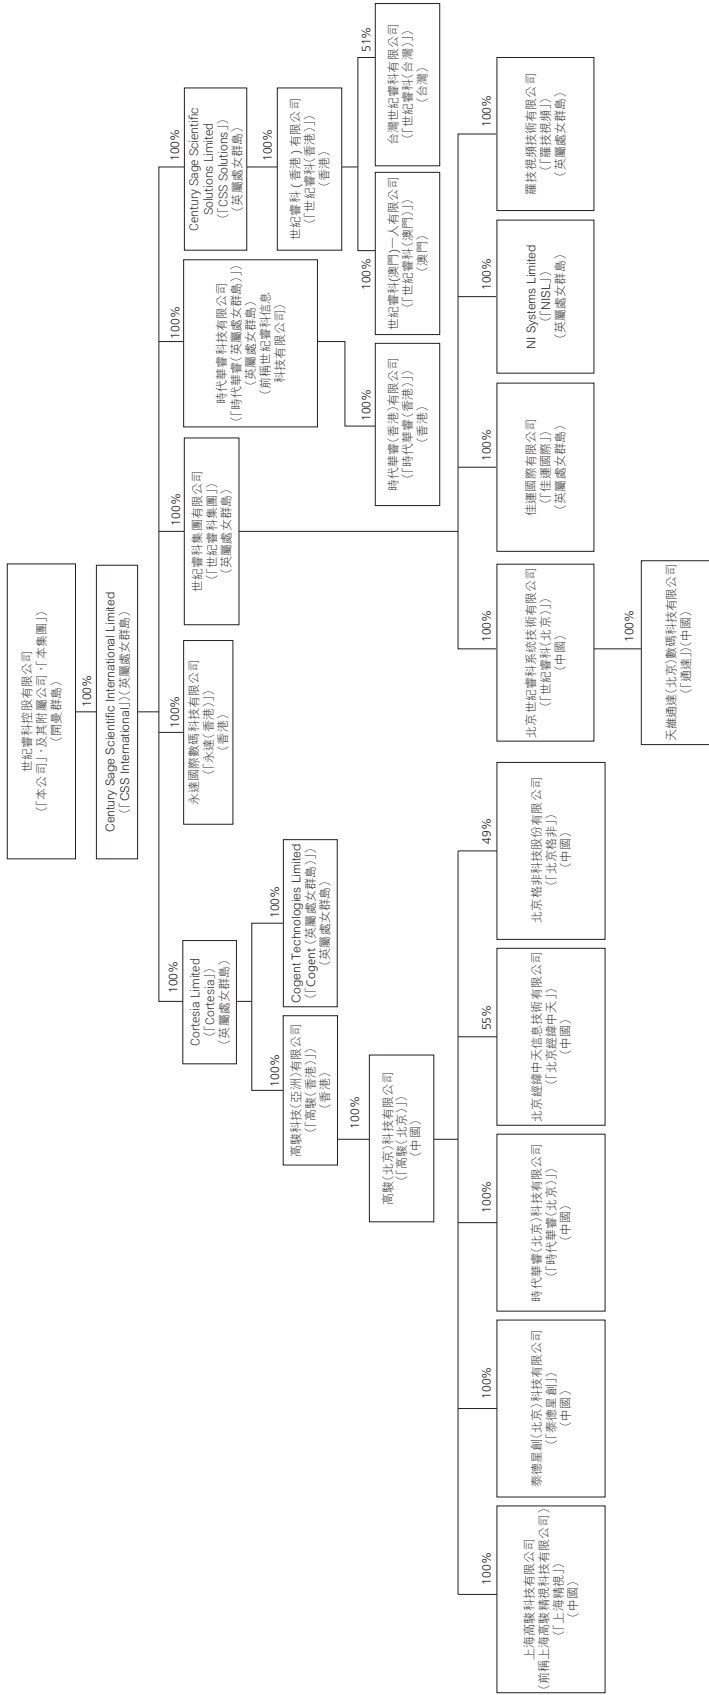 世紀睿科控股有限公司
(「本公司」，及其附屬公司，「本集團」)
(開曼群島)
100%
Century Sage Scientific International Limited
(「CSS International」)(英屬處女群島)
100%
Cortesia Limited
(「Cortesia」)
(英屬處女群島)
100%
永達國際數碼科技有限公司
(「永達(香港)」)
(香港)
100%
世紀睿科集團有限公司
(「世紀睿科集團」)
(英屬處女群島)
100%
時代華睿科技有限公司
(「時代華睿(英屬處女群島)」)
(英屬處女群島)
(前稱世紀睿科信息
科技有限公司)
100%
Century Sage Scientific
Solutions Limited
(「CSS Solutions」)
(英屬處女群島)
100%
高駿科技(亞洲)有限公司
(「高駿(香港)」)
(香港)
100%
Cogent Technologies Limited
(「Cogent (英屬處女群島)」)
(英屬處女群島)
100%
世紀睿科(香港)有限公司
(「世紀睿科(香港)」)
(香港)
100%
高駿(北京)科技有限公司
(「高駿(北京)」)
(中國)
100%
時代華睿(香港)有限公司
(「時代華睿(香港)」)
(香港)
100%
世紀睿科(澳門)一人有限公司
(「世紀睿科(澳門)」)
(澳門)
51%
台灣世紀睿科有限公司
(「世紀睿科(台灣)」)
(台灣)
100%
上海高駿科技有限公司
(前稱上海高駿精視科技有限公司)
(「上海精視」)
(中國)
100%
泰德星創(北京)科技有限公司
(「泰德星創」)
(中國)
100%
時代華睿(北京)科技有限公司
(「時代華睿(北京)」)
(中國)
55%
北京經緯中天信息技術有限公司
(「北京經緯中天」)
(中國)
49%
北京格非科技股份有限公司
(「北京格非」)
(中國)
100%
北京世紀睿科系統技術有限公司
(「世紀睿科(北京)」)
(中國)
100%
佳運國際有限公司
(「佳運國際」)
(英屬處女群島)
100%
NI Systems Limited
(「NISL」)
(英屬處女群島)
100%
羅技視頻技術有限公司
(「羅技視頻」)
(英屬處女群島)
100%
天維通達(北京)數碼科技有限公司
(「通達」)(中國)